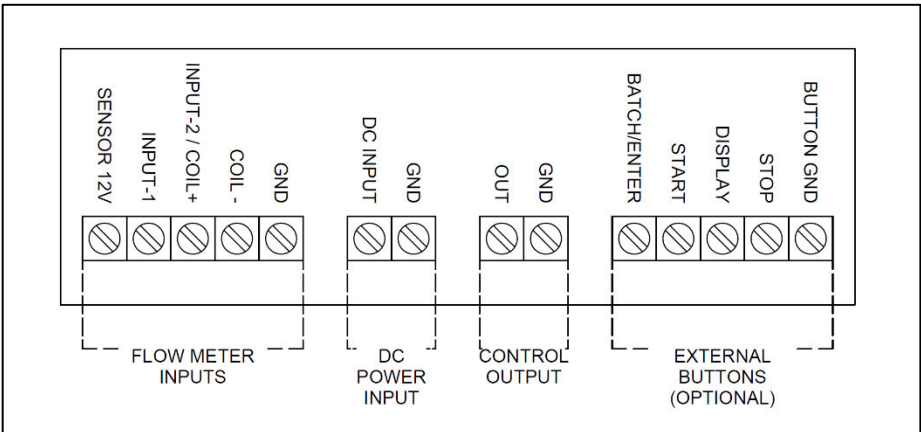 SENSOR 12V
INPUT-1
INPUT-2 / COIL+
COIL -
GND
DC INPUT
GND
OUT
GND
BATCH/ENTER
START
DISPLAY
STOP
BUTTON GND
FLOW METER
INPUTS
DC
POWER
INPUT
CONTROL
OUTPUT
EXTERNAL
BUTTONS
(OPTIONAL)